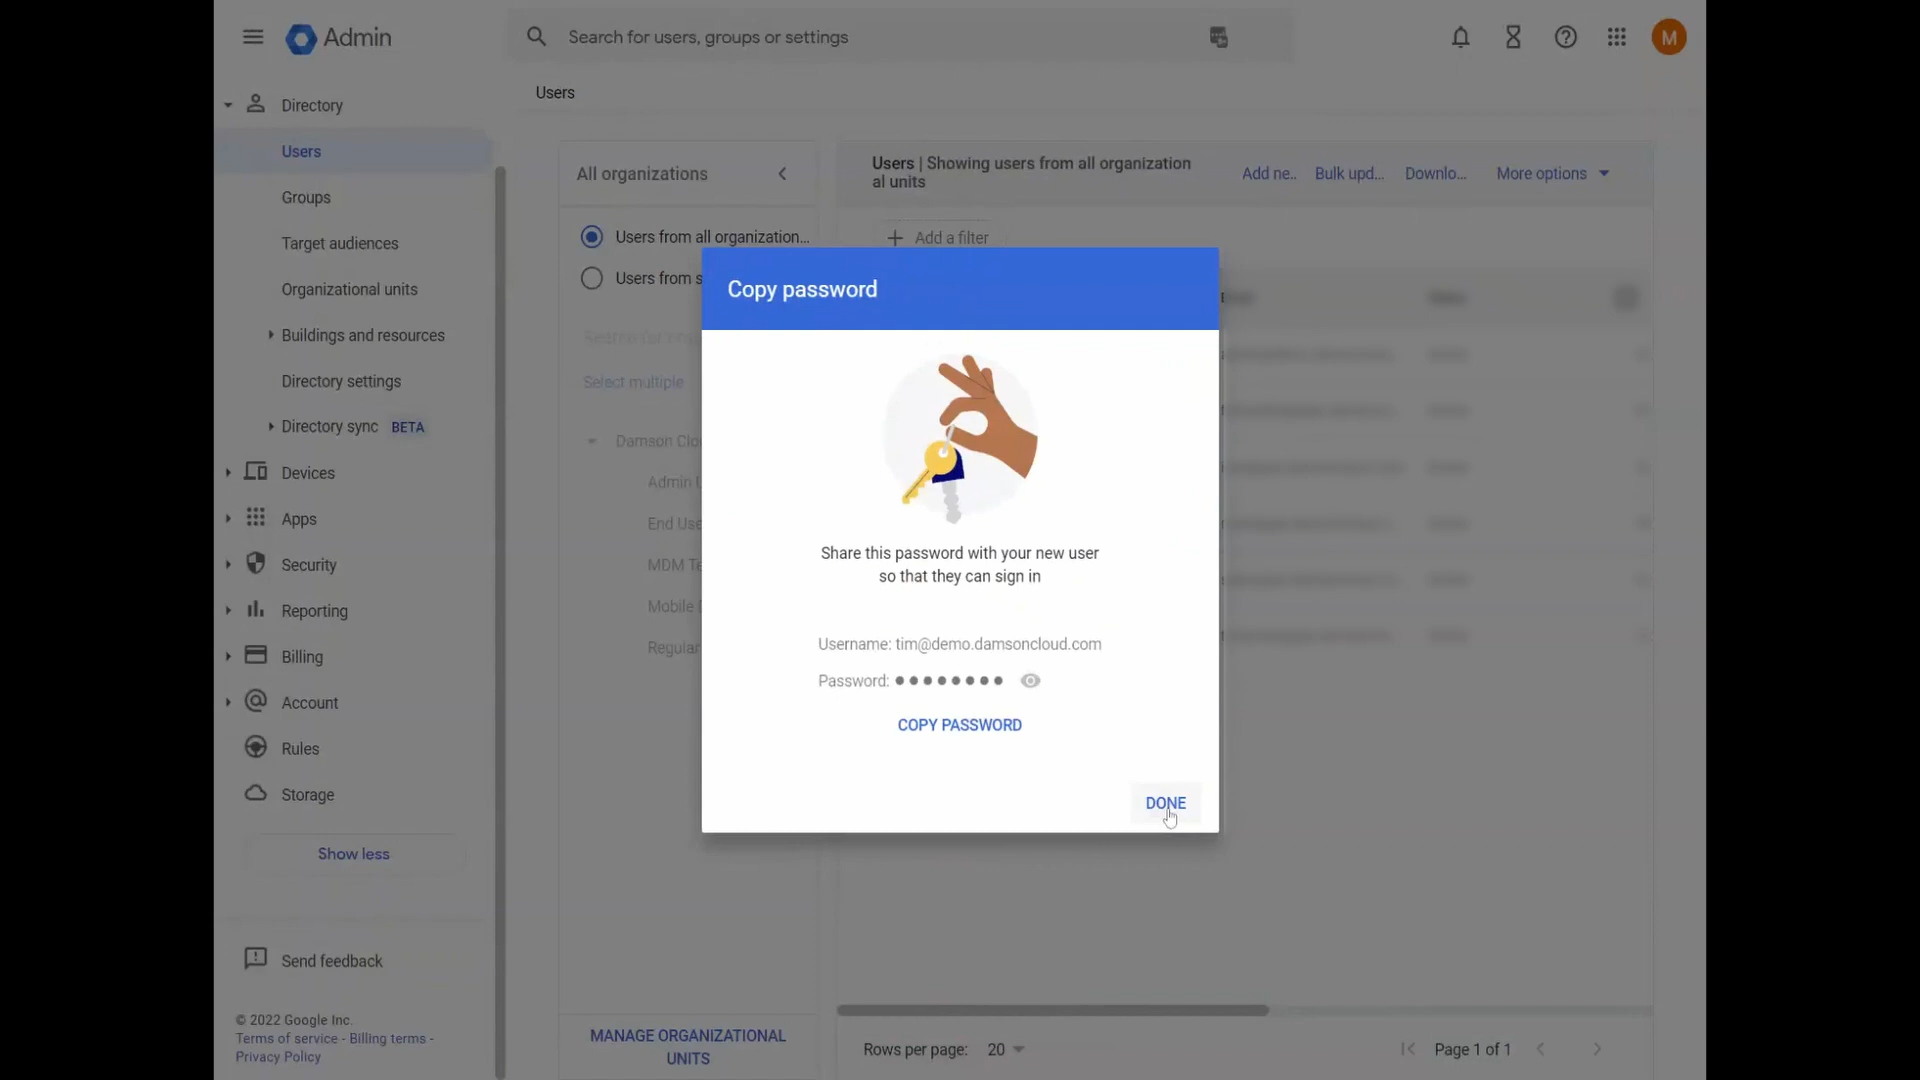 Admin
Search for users, groups or settings
M
Directory
Users
Groups
Target audiences
Organizational units
Buildings and resources
Directory settings
Directory sync BETA
Devices
Apps
Security
Reporting
Billing
Account
Rules
Storage
Show less
Send feedback
© 2022 Google Inc.
Terms of service - Billing terms -
Privacy Policy
Users
All organizations
Users from all organization...
Users from s
Select multiple
Damson Clo
Admin
End Use
MDM Te
Mobile
Regular
MANAGE ORGANIZATIONAL
UNITS
Users | Showing users from all organization
al units
Add ne.. Bulk upd... Downlo... More options
Add a filter
Copy password
Share this password with your new user
so that they can sign in
Username: tim@demo.damsoncloud.com
Password: ••••••••
COPY PASSWORD
DONE
Rows per page: 20
Page 1 of 1